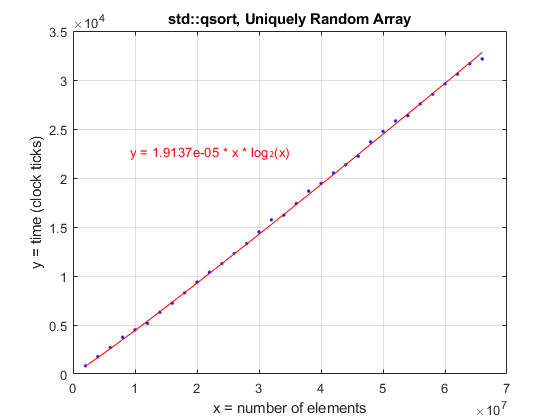 std::qsort, Uniquely Random Array
×10⁴
3.5
3
2.5
2
1.5
1
0.5
0
y = 1.9137e-05 * x * log₂(x)
y = time (clock ticks)
0 1 2 3 4 5 6 7
x = number of elements
×10⁷